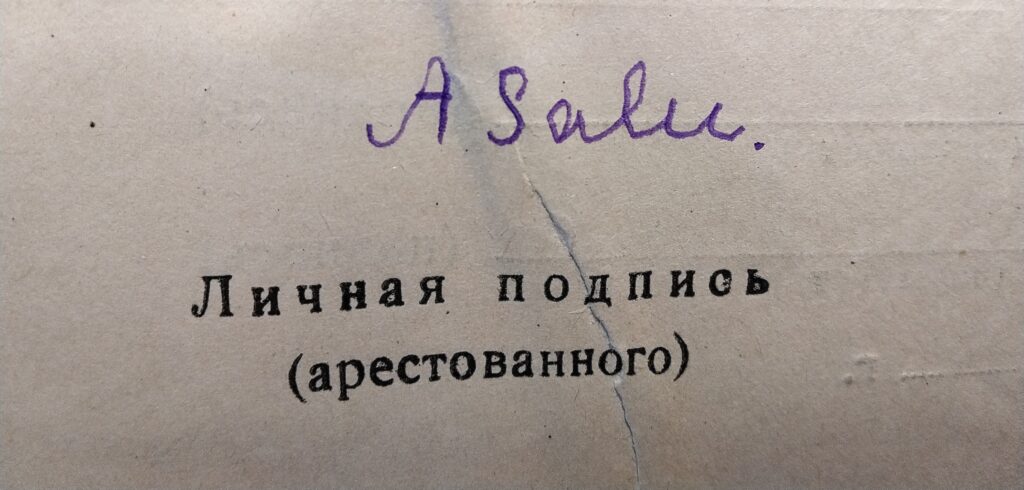 A Salu.
Личная подпись
(арестованного)